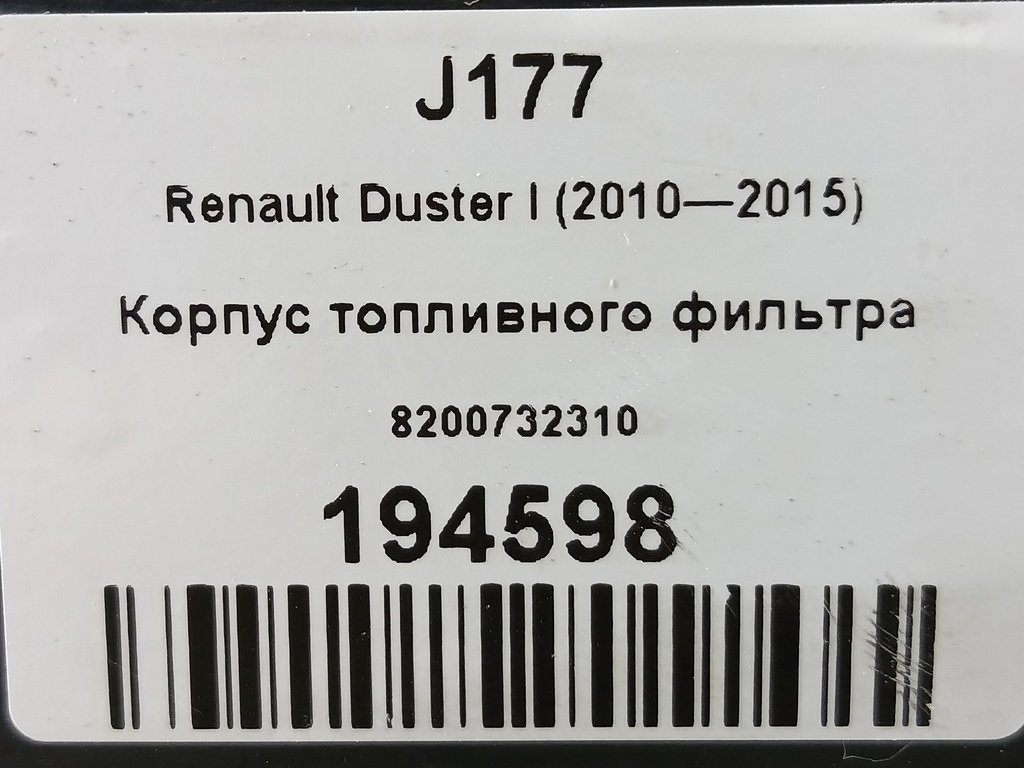 J177
Renault Duster I (2010—2015)
Корпус топливного фильтра
8200732310
194598